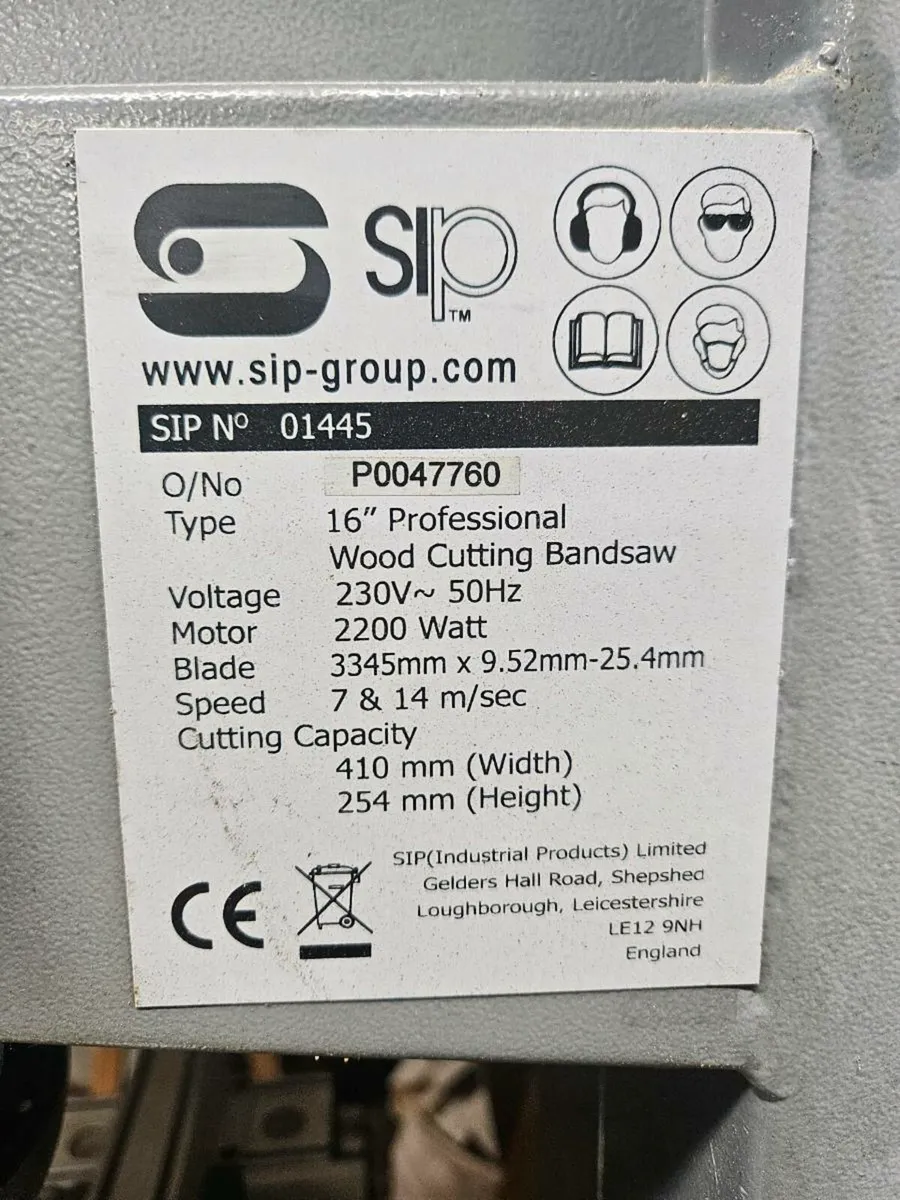 SIP™
www.sip-group.com
SIP Nº 01445
O/No P0047760
Type 16” Professional
Wood Cutting Bandsaw
Voltage 230V~ 50Hz
Motor 2200 Watt
Blade 3345mm x 9.52mm-25.4mm
Speed 7 & 14 m/sec
Cutting Capacity
410 mm (Width)
254 mm (Height)
SIP(Industrial Products) Limited
Gelders Hall Road, Shepshed
Loughborough, Leicestershire
LE12 9NH
England
CE